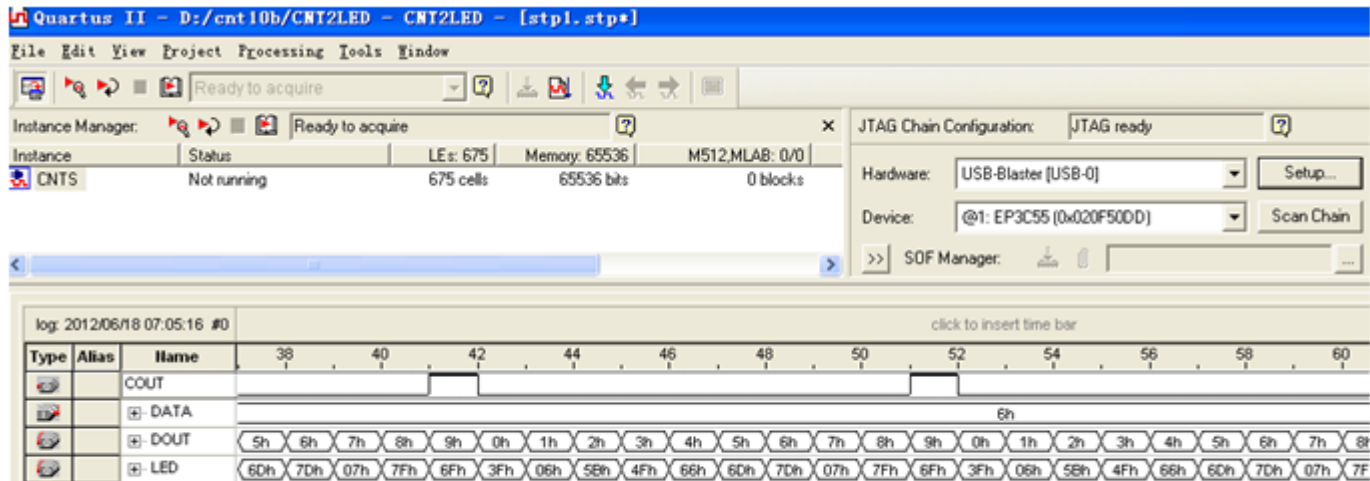 Quartus II - D:/cnt10b/CNT2LED - CNT2LED - [stp1.stp*]
File Edit View Project Processing Tools Window
Ready to acquire
Instance Manager: Ready to acquire
Instance Status LEs: 675 Memory: 65536 M512,MLAB: 0/0
CNTS Not running 675 cells 65536 bits 0 blocks
JTAG Chain Configuration: JTAG ready
Hardware: USB-Blaster [USB-0] Setup...
Device: @1: EP3C55 (0x020F50DD) Scan Chain
>> SOF Manager: ...
log: 2012/06/18 07:05:16 #0 click to insert time bar
Type Alias Name 38 40 42 44 46 48 50 52 54 56 58 60
COUT
DATA 6h
DOUT 5h 6h 7h 8h 9h 0h 1h 2h 3h 4h 5h 6h 7h 8h 9h 0h 1h 2h 3h 4h 5h 6h 7h 8h
LED 6Dh 7Dh 07h 7Fh 6Fh 3Fh 06h 5Bh 4Fh 66h 6Dh 7Dh 07h 7Fh 6Fh 3Fh 06h 5Bh 4Fh 66h 6Dh 7Dh 07h 7F